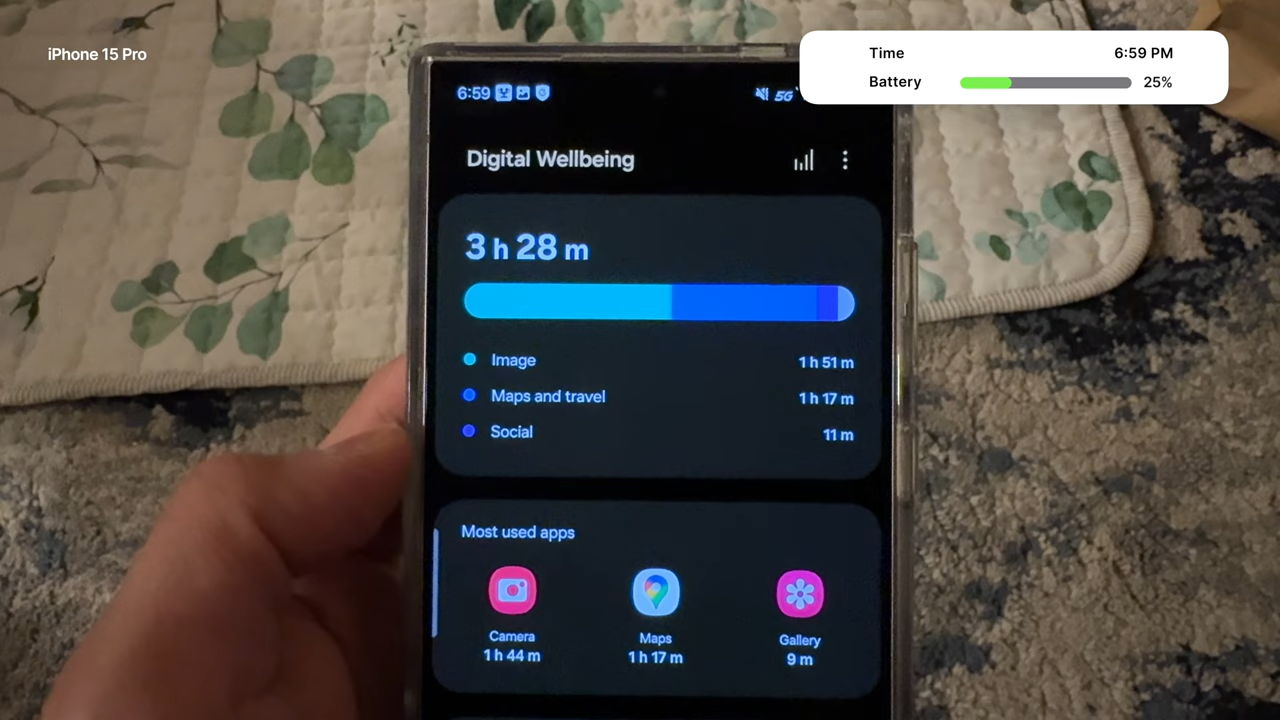 iPhone 15 Pro
Time 6:59 PM
Battery 25%
6:59 5G
Digital Wellbeing
3 h 28 m
Image 1 h 51 m
Maps and travel 1 h 17 m
Social 11 m
Most used apps
Camera Maps Gallery
1 h 44 m 1 h 17 m 9 m